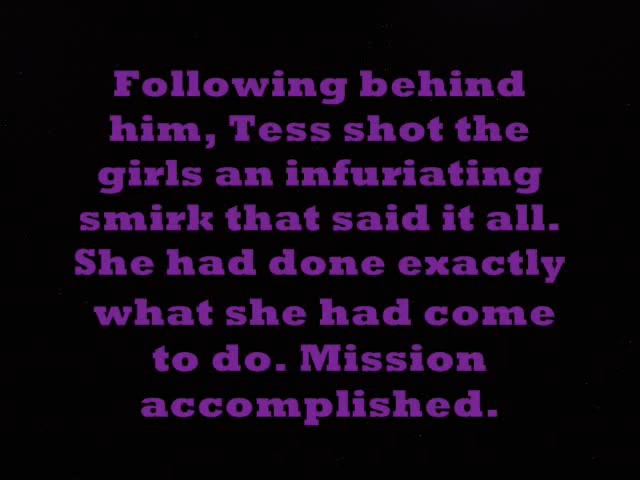 Following behind
him, Tess shot the
girls an infuriating
smirk that said it all.
She had done exactly
what she had come
to do. Mission
accomplished.